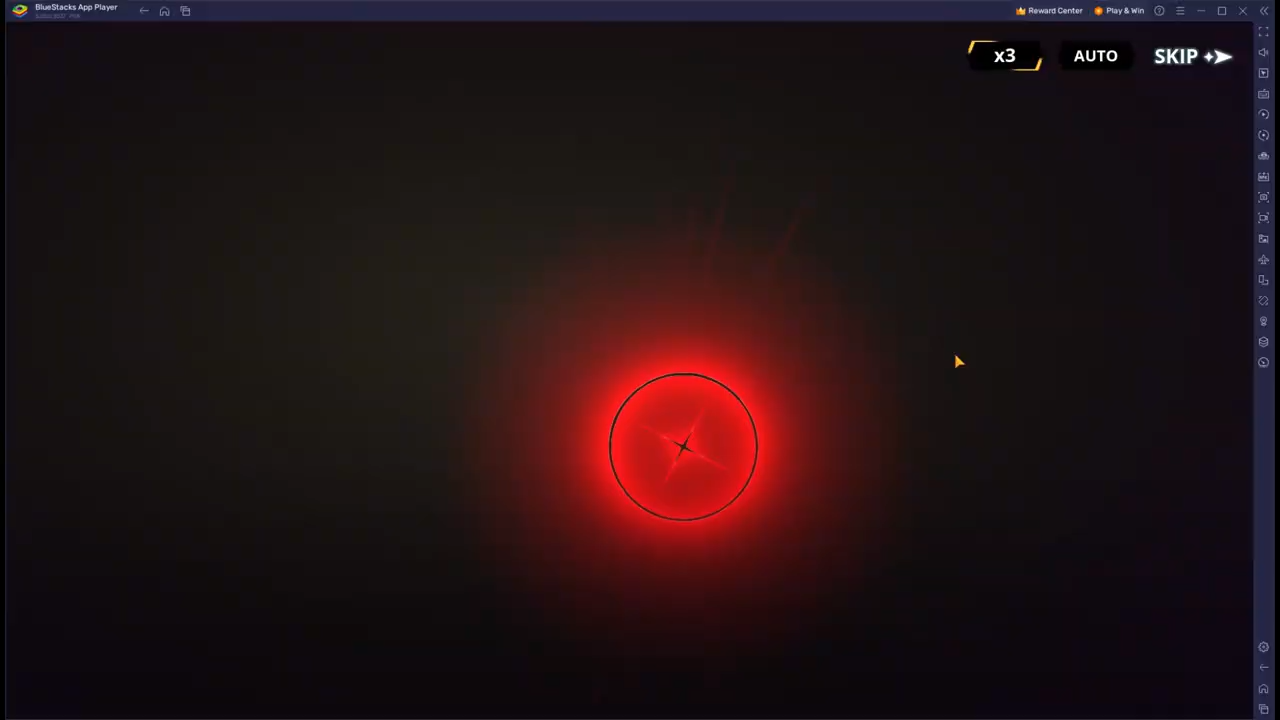 BlueStacks App Player
Reward Center
Play & Win
x3
AUTO
SKIP